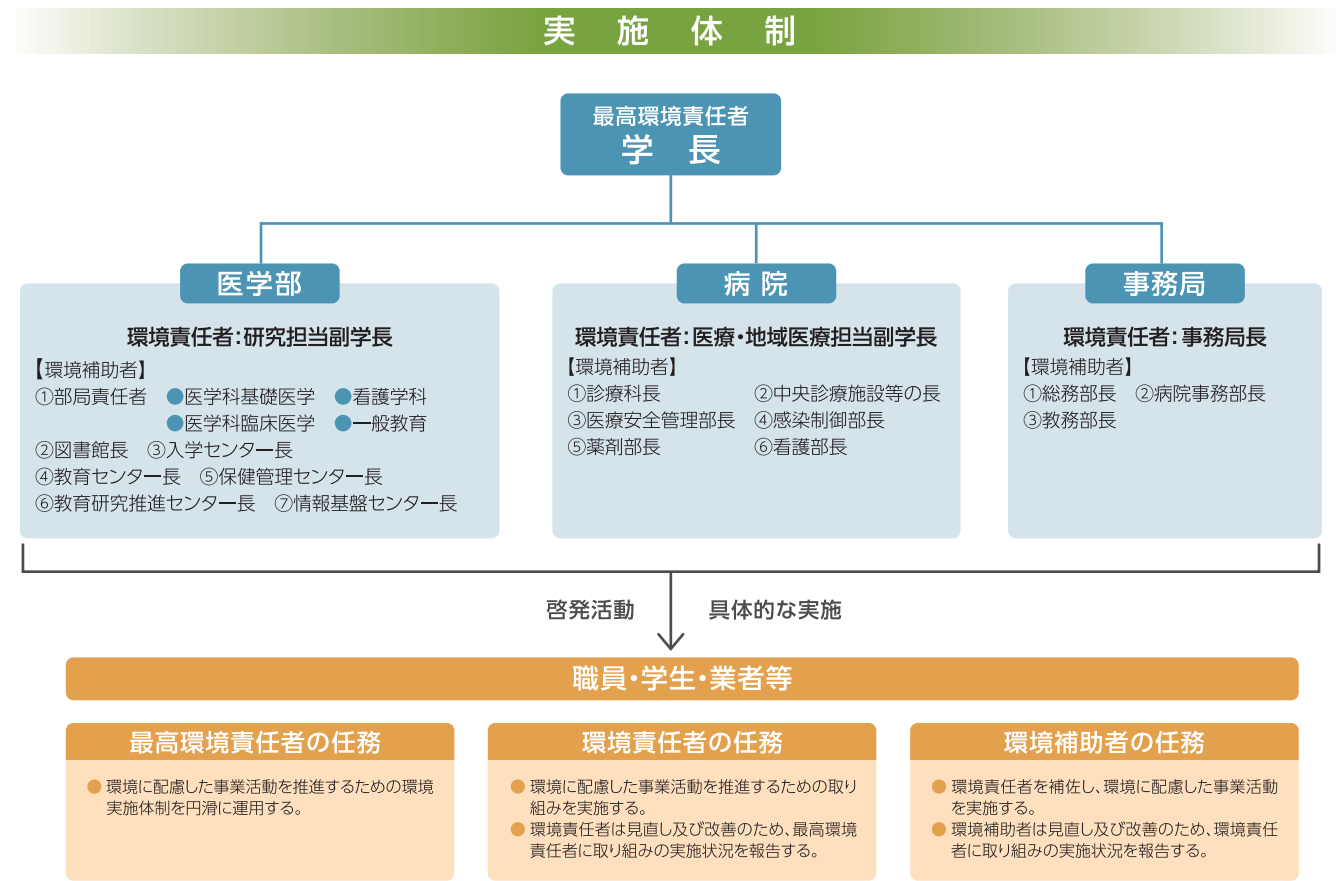 実施体制
最高環境責任者
学長
医学部
環境責任者：研究担当副学長
【環境補助者】
①部局責任者 ●医学科基礎医学 ●看護学科
●医学科臨床医学 ●一般教育
②図書館長 ③入学センター長
④教育センター長 ⑤保健管理センター長
⑥教育研究推進センター長 ⑦情報基盤センター長
病院
環境責任者：医療・地域医療担当副学長
【環境補助者】
①診療科長 ②中央診療施設等の長
③医療安全管理部長 ④感染制御部長
⑤薬剤部長 ⑥看護部長
事務局
環境責任者：事務局長
【環境補助者】
①総務部長 ②病院事務部長
③教務部長
啓発活動 具体的な実施
職員・学生・業者等
最高環境責任者の任務
●環境に配慮した事業活動を推進するための環境
実施体制を円滑に運用する。
環境責任者の任務
●環境に配慮した事業活動を推進するための取り
組みを実施する。
●環境責任者は見直し及び改善のため、最高環境
責任者に取り組みの実施状況を報告する。
環境補助者の任務
●環境責任者を補佐し、環境に配慮した事業活動
を実施する。
●環境補助者は見直し及び改善のため、環境責任
者に取り組みの実施状況を報告する。